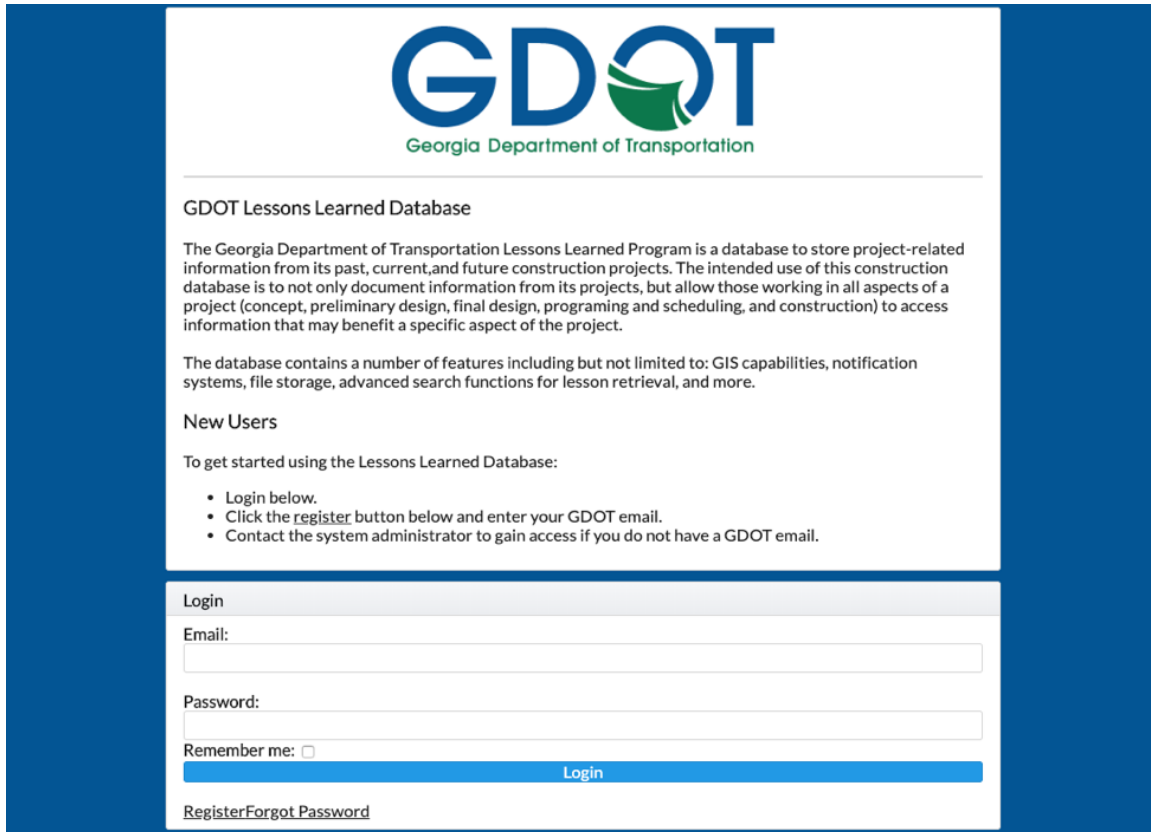 GDOT
Georgia Department of Transportation
GDOT Lessons Learned Database
The Georgia Department of Transportation Lessons Learned Program is a database to store project-related
information from its past, current,and future construction projects. The intended use of this construction
database is to not only document information from its projects, but allow those working in all aspects of a
project (concept, preliminary design, final design, programing and scheduling, and construction) to access
information that may benefit a specific aspect of the project.
The database contains a number of features including but not limited to: GIS capabilities, notification
systems, file storage, advanced search functions for lesson retrieval, and more.
New Users
To get started using the Lessons Learned Database:
• Login below.
• Click the register button below and enter your GDOT email.
• Contact the system administrator to gain access if you do not have a GDOT email.
Login
Email:
Password:
Remember me:
Login
RegisterForgot Password